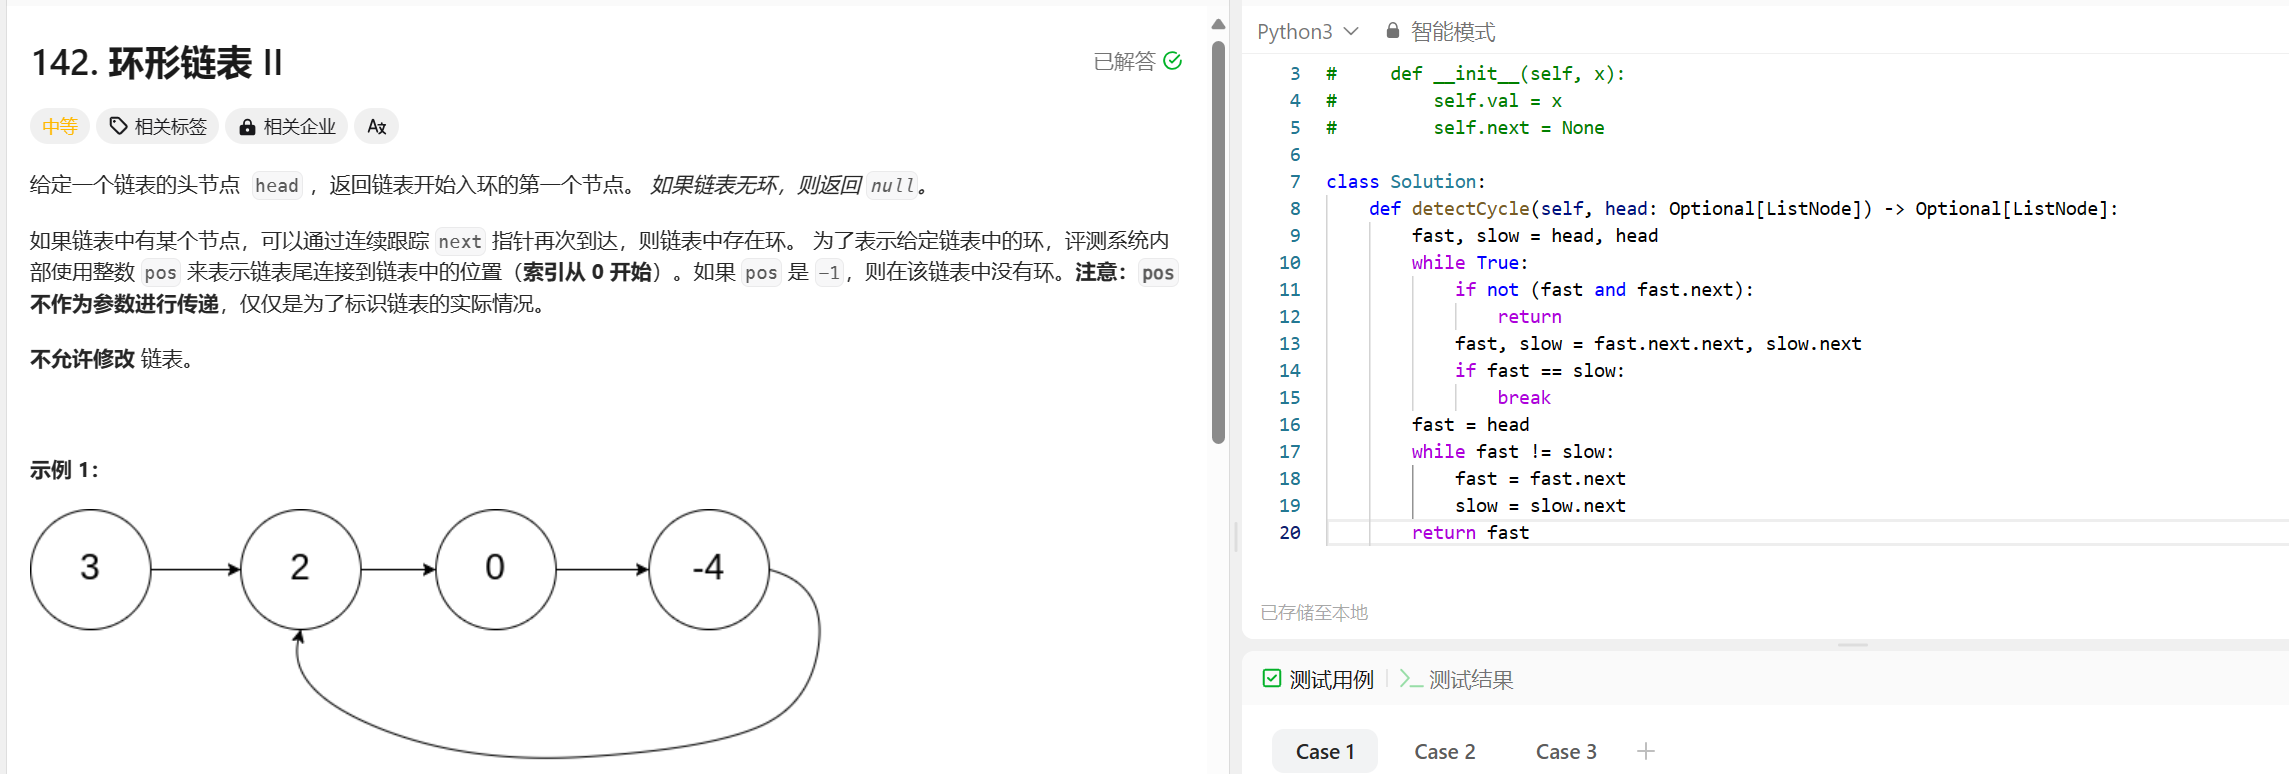 142. 环形链表 II
已解答
中等
相关标签
相关企业
给定一个链表的头节点 head ，返回链表开始入环的第一个节点。 如果链表无环，则返回 null。
如果链表中有某个节点，可以通过连续跟踪 next 指针再次到达，则链表中存在环。 为了表示给定链表中的环，评测系统内
部使用整数 pos 来表示链表尾连接到链表中的位置（索引从 0 开始）。如果 pos 是 -1，则在该链表中没有环。注意：pos
不作为参数进行传递，仅仅是为了标识链表的实际情况。
不允许修改 链表。
示例 1：
3
2
0
-4
Python3
智能模式
3 #     def __init__(self, x):
4 #         self.val = x
5 #         self.next = None
6
7 class Solution:
8     def detectCycle(self, head: Optional[ListNode]) -> Optional[ListNode]:
9         fast, slow = head, head
10         while True:
11             if not (fast and fast.next):
12                 return
13             fast, slow = fast.next.next, slow.next
14             if fast == slow:
15                 break
16         fast = head
17         while fast != slow:
18             fast = fast.next
19             slow = slow.next
20         return fast
已存储至本地
测试用例
>_ 测试结果
Case 1
Case 2
Case 3
+